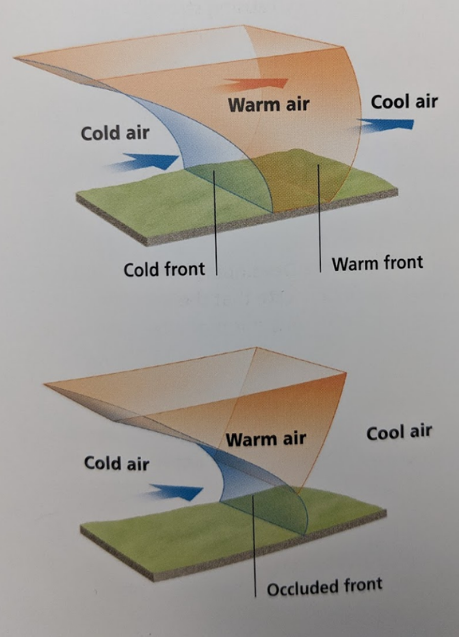 Warm air
Cool air
Cold air
Cold front
Warm front
Warm air
Cool air
Cold air
Occluded front